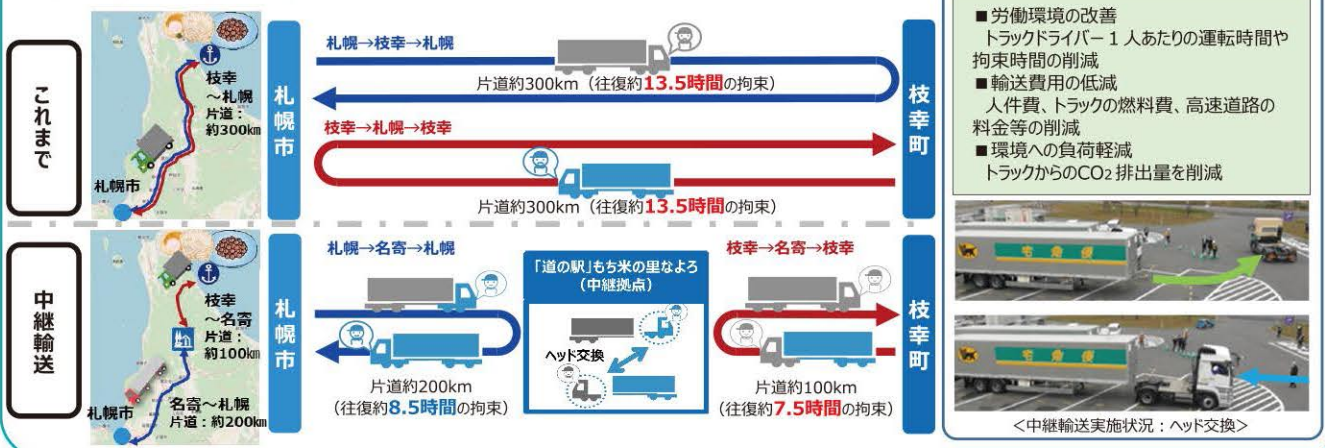 これまで
枝幸
~札幌
片道:
約300km
札幌市
札幌市
札幌→枝幸→札幌
片道約300km（往復約13.5時間の拘束）
枝幸→札幌→枝幸
片道約300km（往復約13.5時間の拘束）
枝幸町
中継輸送
枝幸
～名寄
片道：
約100km
札幌市
名寄～札幌
片道：約200km
札幌市
札幌→名寄→札幌
片道約200km
（往復約8.5時間の拘束）
「道の駅」もち米の里なよろ
（中継拠点）
ヘッド交換
枝幸→名寄→枝幸
片道約100km
（往復約7.5時間の拘束）
枝幸町
■労働環境の改善
トラックドライバー１人あたりの運転時間や
拘束時間の削減
■輸送費用の低減
人件費、トラックの燃料費、高速道路の
料金等の削減
■環境への負荷軽減
トラックからのCO₂排出量を削減
宅急便
宅急便
＜中継輸送実施状況：ヘッド交換＞